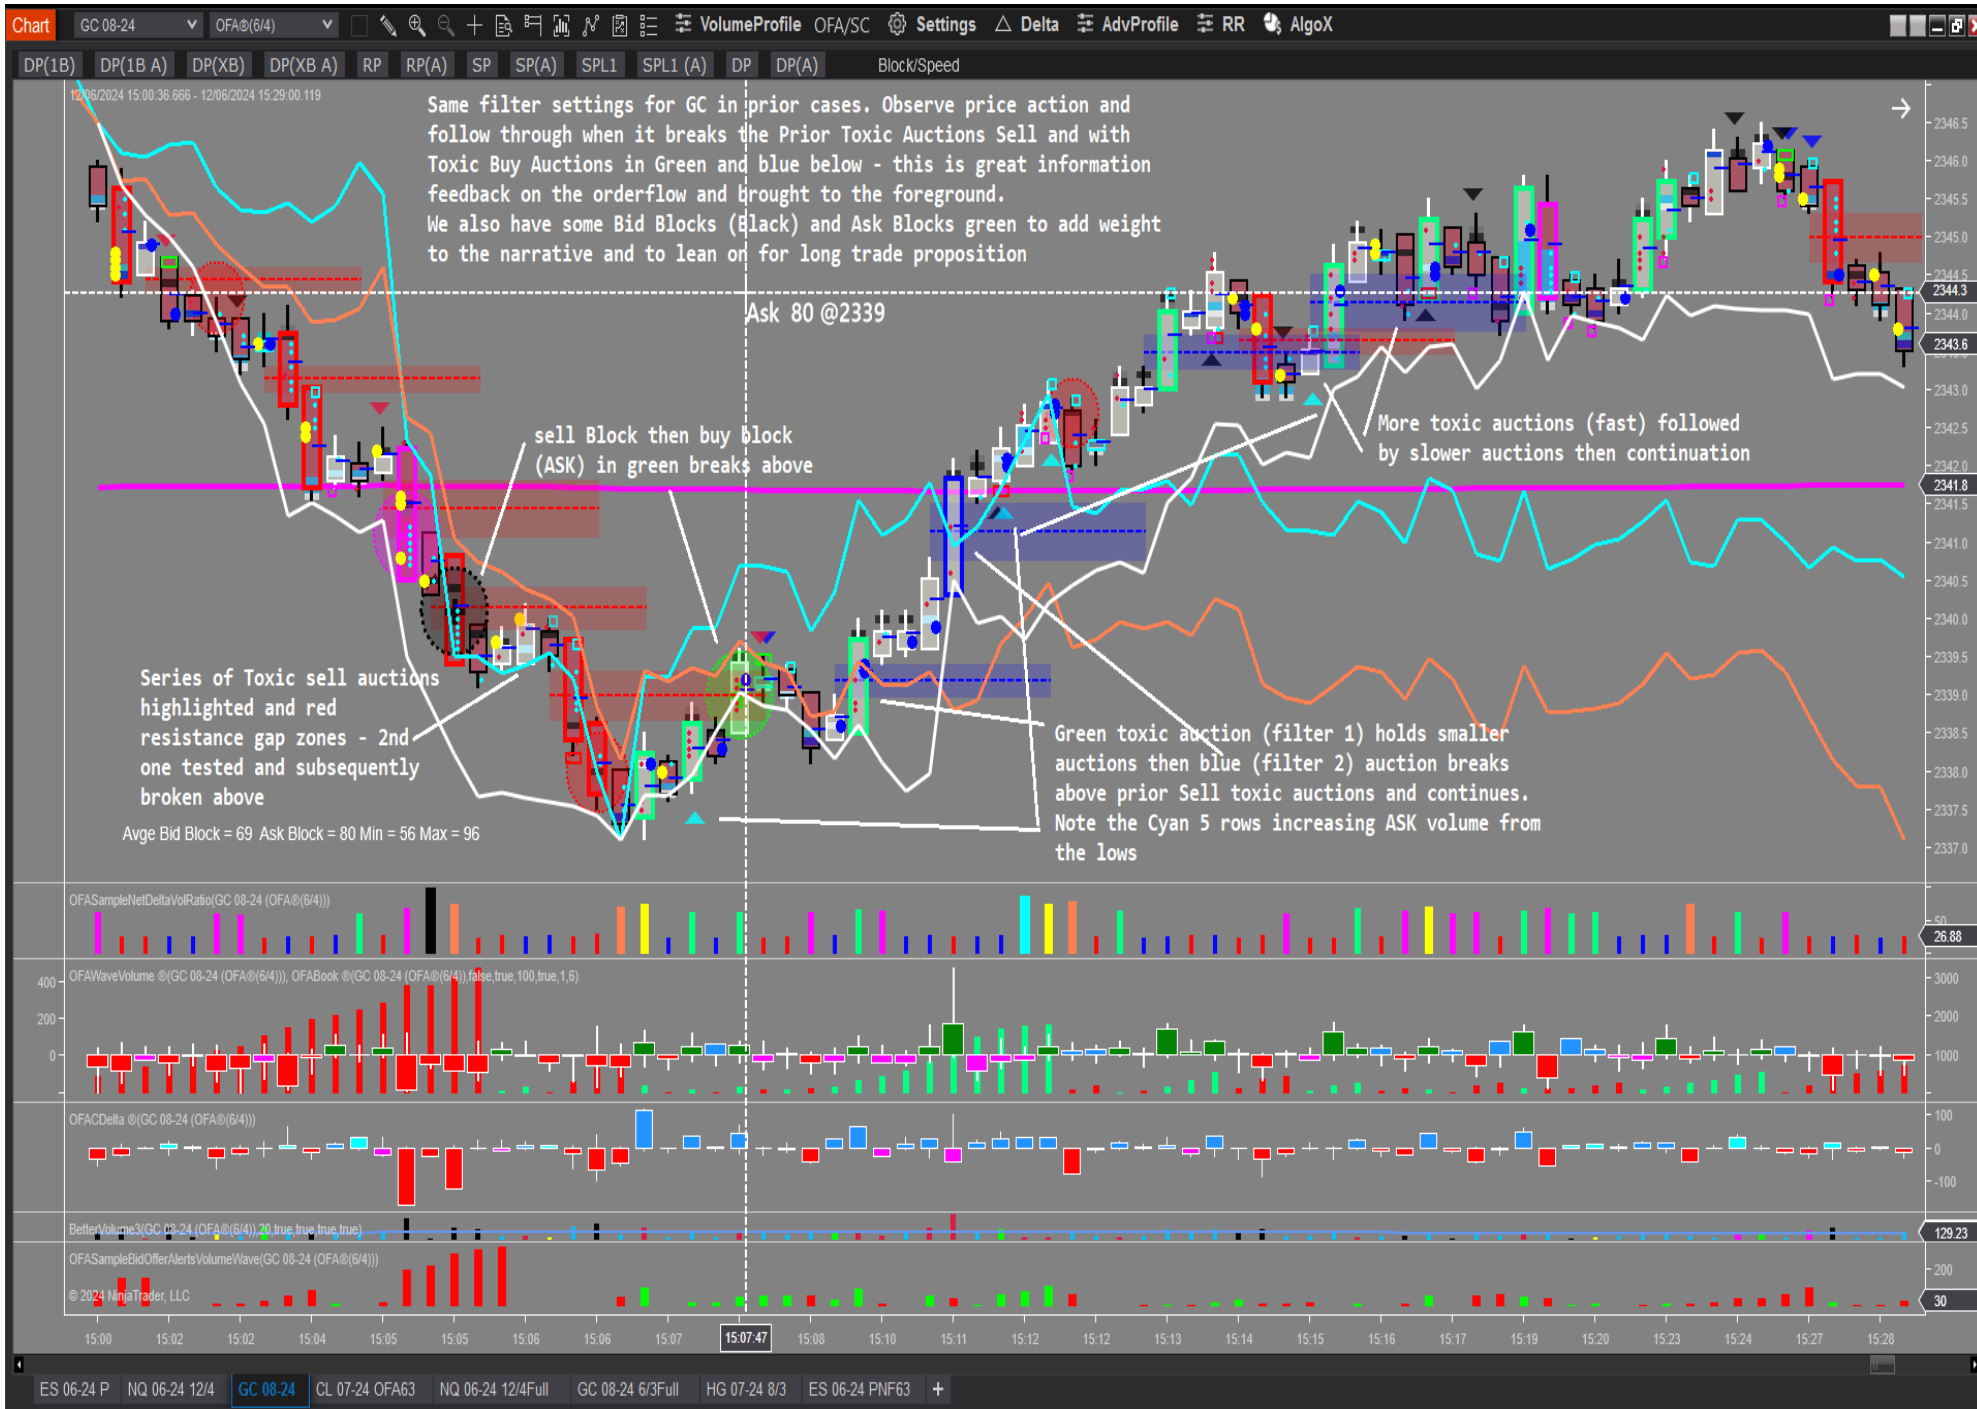 Chart GC 08-24 OFA®(6/4) VolumeProfile OFA/SC Settings Delta AdvProfile RR AlgoX
DP(1B) DP(1B A) DP(XB) DP(XB A) RP RP(A) SP SP(A) SPL1 SPL1 (A) DP DP(A) Block/Speed
12/06/2024 15:00:36.666 - 12/06/2024 15:29:00.119
Same filter settings for GC in prior cases. Observe price action and
follow through when it breaks the Prior Toxic Auctions Sell and with
Toxic Buy Auctions in Green and blue below - this is great information
feedback on the orderflow and brought to the foreground.
We also have some Bid Blocks (Black) and Ask Blocks green to add weight
to the narrative and to lean on for long trade proposition
Ask 80 @2339
sell Block then buy block
(ASK) in green breaks above
More toxic auctions (fast) followed
by slower auctions then continuation
Series of Toxic sell auctions
highlighted and red
resistance gap zones - 2nd
one tested and subsequently
broken above
Avge Bid Block = 69 Ask Block = 80 Min = 56 Max = 96
Green toxic auction (filter 1) holds smaller
auctions then blue (filter 2) auction breaks
above prior Sell toxic auctions and continues.
Note the Cyan 5 rows increasing ASK volume from
the lows
2346.5
2346.0
2345.5
2345.0
2344.5
2344.3
2344.0
2343.6
2343.0
2342.5
2342.0
2341.8
2341.5
2341.0
2340.5
2340.0
2339.5
2339.0
2338.5
2338.0
2337.5
2337.0
OFASampleNetDeltaVolRatio(GC 08-24 (OFA®(6/4)))
50
26.88
OFAWaveVolume ®(GC 08-24 (OFA®(6/4))), OFABook ®(GC 08-24 (OFA®(6/4)),false,true,100,true,1,6)
400
200
0
3000
2000
1000
OFACDelta ®(GC 08-24 (OFA®(6/4)))
100
0
-100
BetterVolume3(GC 08-24 (OFA®(6/4)),20,true,true,true,true)
129.23
OFASampleBidOfferAlertsVolumeWave(GC 08-24 (OFA®(6/4)))
200
30
© 2024 NinjaTrader, LLC
15:00 15:02 15:02 15:04 15:05 15:05 15:06 15:06 15:07 15:07:47 15:08 15:10 15:11 15:12 15:12 15:13 15:14 15:15 15:16 15:17 15:19 15:20 15:23 15:24 15:27 15:28
ES 06-24 P NQ 06-24 12/4 GC 08-24 CL 07-24 OFA63 NQ 06-24 12/4Full GC 08-24 6/3Full HG 07-24 8/3 ES 06-24 PNF63 +